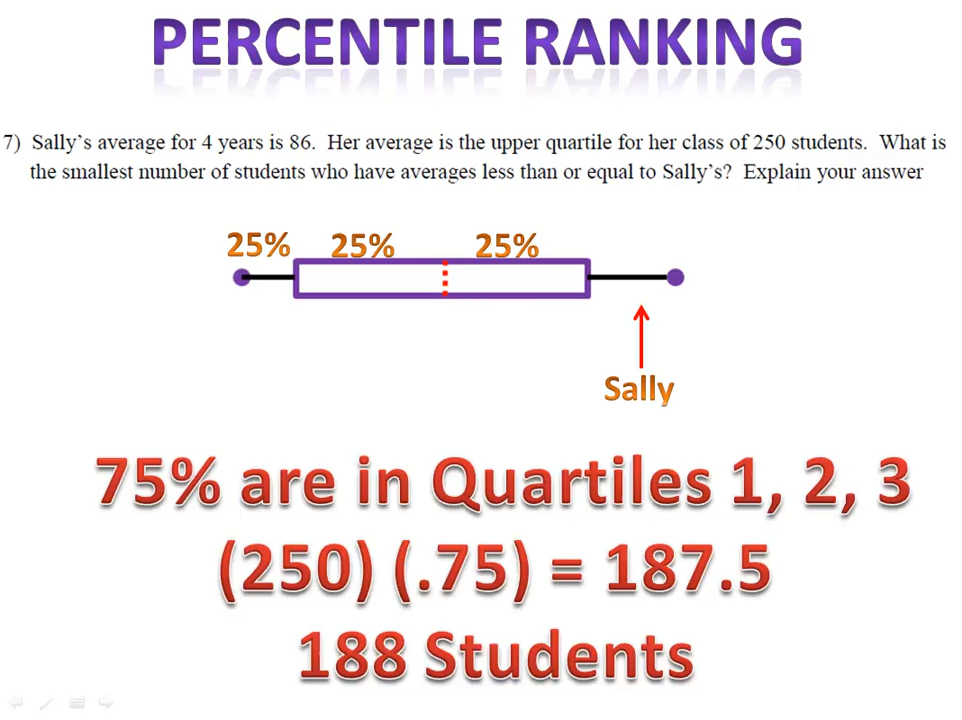 PERCENTILE RANKING
7) Sally's average for 4 years is 86. Her average is the upper quartile for her class of 250 students. What is
the smallest number of students who have averages less than or equal to Sally's? Explain your answer
25% 25% 25%
Sally
75% are in Quartiles 1, 2, 3
(250) (.75) = 187.5
188 Students